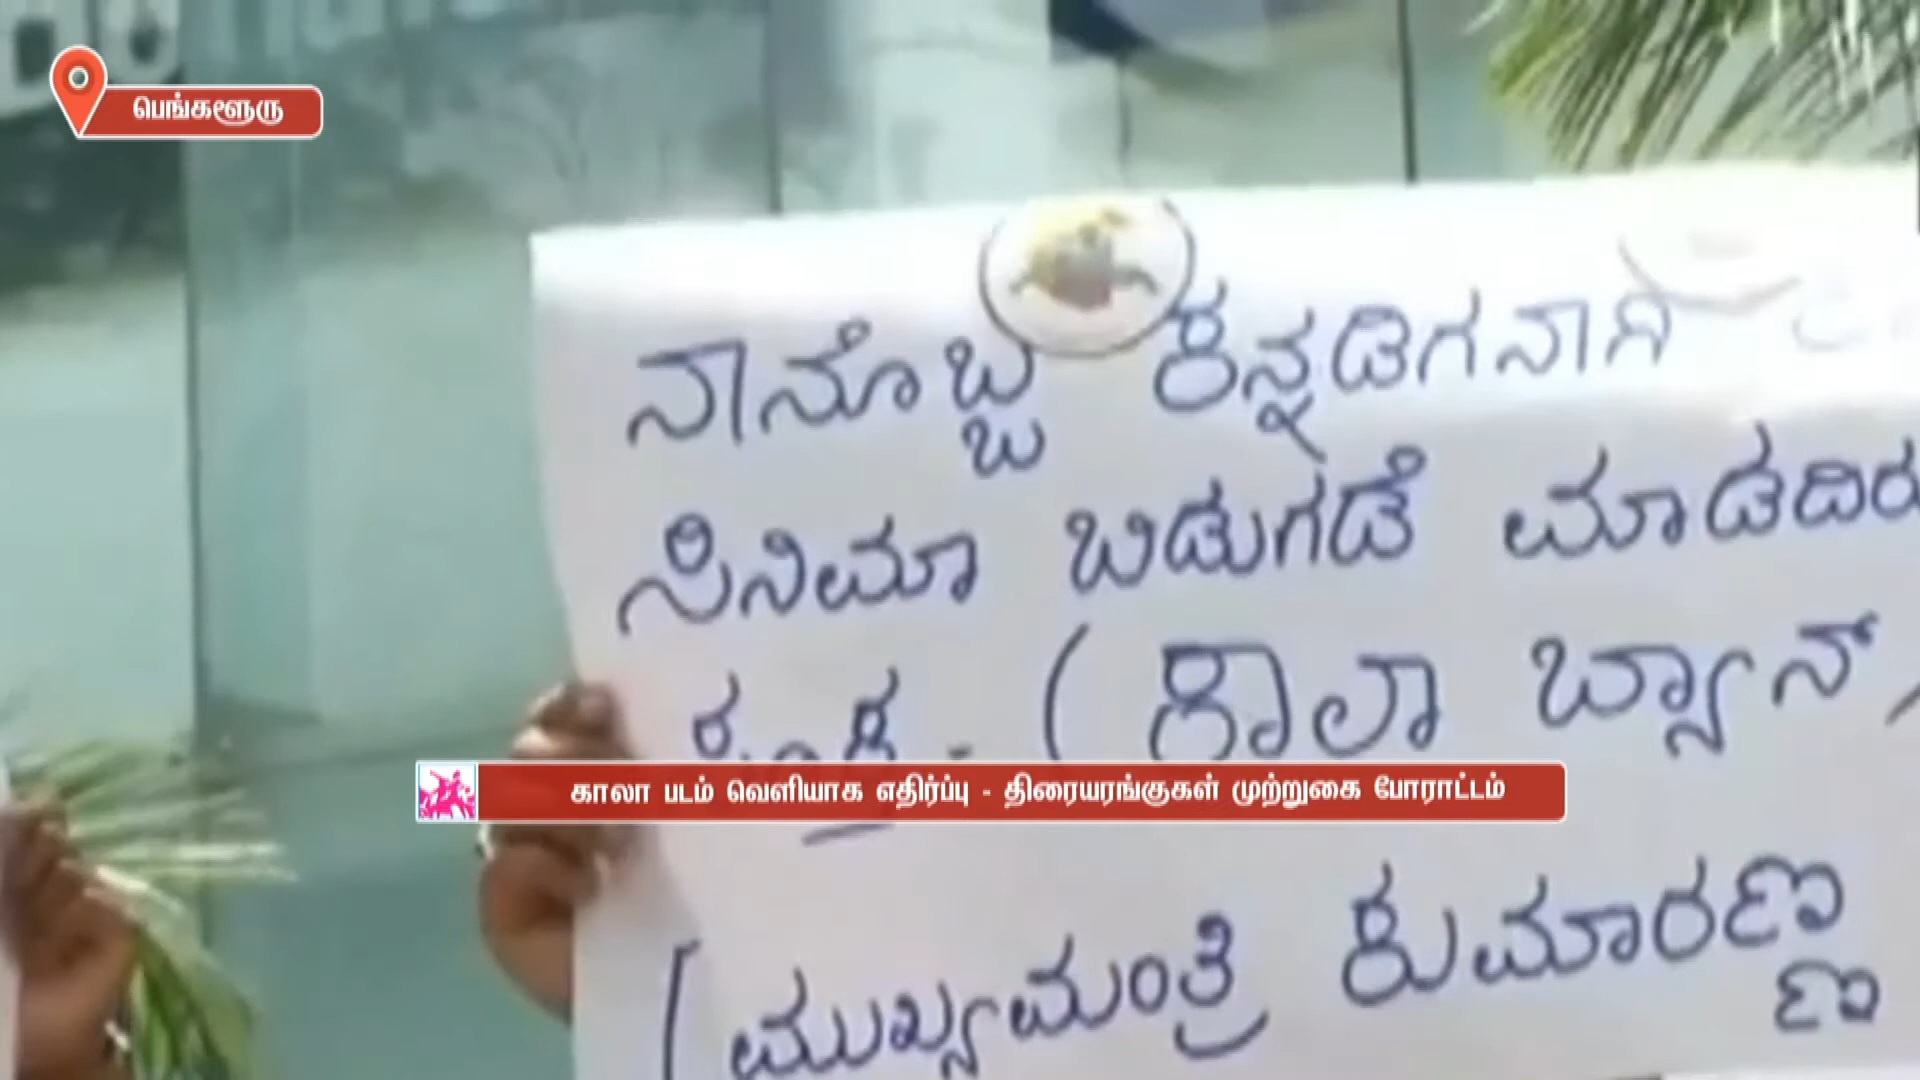 பெங்களூரு
ನಾನೊಬ್ಬ ಕನ್ನಡಿಗನಾಗಿ
ಸಿನಿಮಾ ಬಿಡುಗಡೆ ಮಾಡದಿರು
( ಕಾಲಾ ಬ್ಯಾನ್ )
காலா படம் வெளியாக எதிர்ப்பு - திரையரங்குகள் முற்றுகை போராட்டம்
( ಮುಖ್ಯಮಂತ್ರಿ ಕುಮಾರಣ್ಣ